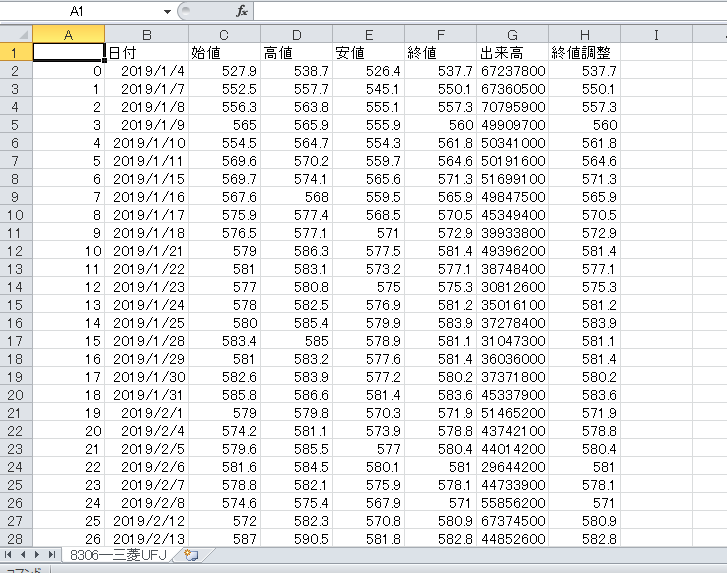 A1 fx
A B C D E F G H I
1 日付 始値 高値 安値 終値 出来高 終値調整
2 0 2019/1/4 527.9 538.7 526.4 537.7 67237800 537.7
3 1 2019/1/7 552.5 557.7 545.1 550.1 67360500 550.1
4 2 2019/1/8 556.3 563.8 555.1 557.3 70795900 557.3
5 3 2019/1/9 565 565.9 555.9 560 49909700 560
6 4 2019/1/10 554.5 564.7 554.3 561.8 50341000 561.8
7 5 2019/1/11 569.6 570.2 559.7 564.6 50191600 564.6
8 6 2019/1/15 569.7 574.1 565.6 571.3 51699100 571.3
9 7 2019/1/16 567.6 568 559.5 565.9 49847500 565.9
10 8 2019/1/17 575.9 577.4 568.5 570.5 45349400 570.5
11 9 2019/1/18 576.5 577.1 571 572.9 39933800 572.9
12 10 2019/1/21 579 586.3 577.5 581.4 49396200 581.4
13 11 2019/1/22 581 583.1 573.2 577.1 38748400 577.1
14 12 2019/1/23 577 580.8 575 575.3 30812600 575.3
15 13 2019/1/24 578 582.5 576.9 581.2 35016100 581.2
16 14 2019/1/25 580 585.4 579.9 583.9 37278400 583.9
17 15 2019/1/28 583.4 585 578.9 581.1 31047300 581.1
18 16 2019/1/29 581 583.2 577.6 581.4 36036000 581.4
19 17 2019/1/30 582.6 583.9 577.2 580.2 37371800 580.2
20 18 2019/1/31 585.8 586.6 581.4 583.6 45337900 583.6
21 19 2019/2/1 579 579.8 570.3 571.9 51465200 571.9
22 20 2019/2/4 574.2 581.1 573.9 578.8 43742100 578.8
23 21 2019/2/5 579.6 585.5 577 580.4 44014200 580.4
24 22 2019/2/6 581.6 584.5 580.1 581 29644200 581
25 23 2019/2/7 578.8 582.1 575.9 578.1 44733900 578.1
26 24 2019/2/8 574.6 575.4 567.9 571 55856200 571
27 25 2019/2/12 572 582.3 570.8 580.9 67374500 580.9
28 26 2019/2/13 587 590.5 581.8 582.8 44852600 582.8
8306―三菱UFJ
コマンド